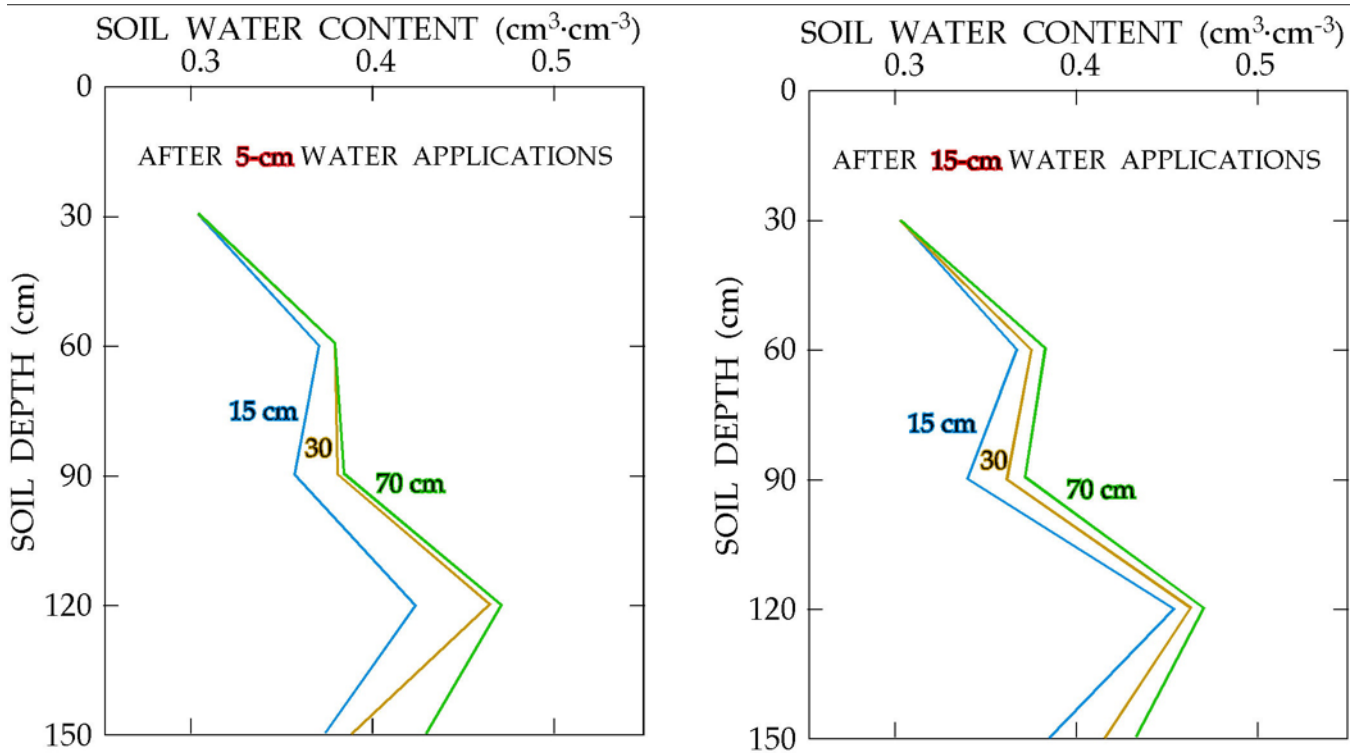 SOIL WATER CONTENT (cm³·cm⁻³)
0.3 0.4 0.5
0
AFTER 5-cm WATER APPLICATIONS
30
60
15 cm
30
90
70 cm
120
150
SOIL DEPTH (cm)
SOIL WATER CONTENT (cm³·cm⁻³)
0.3 0.4 0.5
0
AFTER 15-cm WATER APPLICATIONS
30
60
15 cm
30
90
70 cm
120
150
SOIL DEPTH (cm)